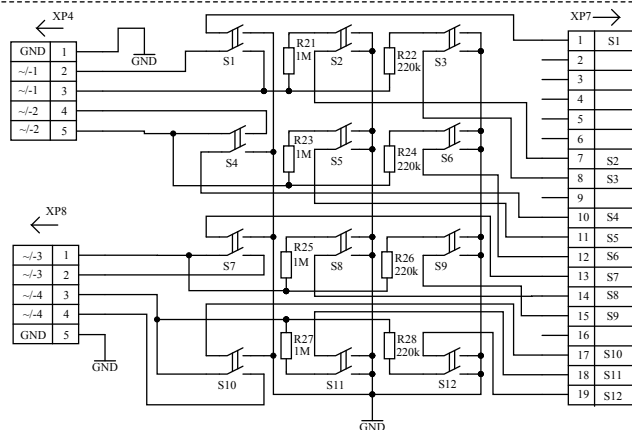 XP4
GND 1
~/-1 2
~/-1 3
~/-2 4
~/-2 5
GND
S1
R21
1M
S2
R22
220k
S3
S4
R23
1M
S5
R24
220k
S6
XP8
~/-3 1
~/-3 2
~/-4 3
~/-4 4
GND 5
GND
S7
R25
1M
S8
R26
220k
S9
S10
R27
1M
S11
R28
220k
S12
GND
XP7
1 S1
2
3
4
5
6
7 S2
8 S3
9
10 S4
11 S5
12 S6
13 S7
14 S8
15 S9
16
17 S10
18 S11
19 S12